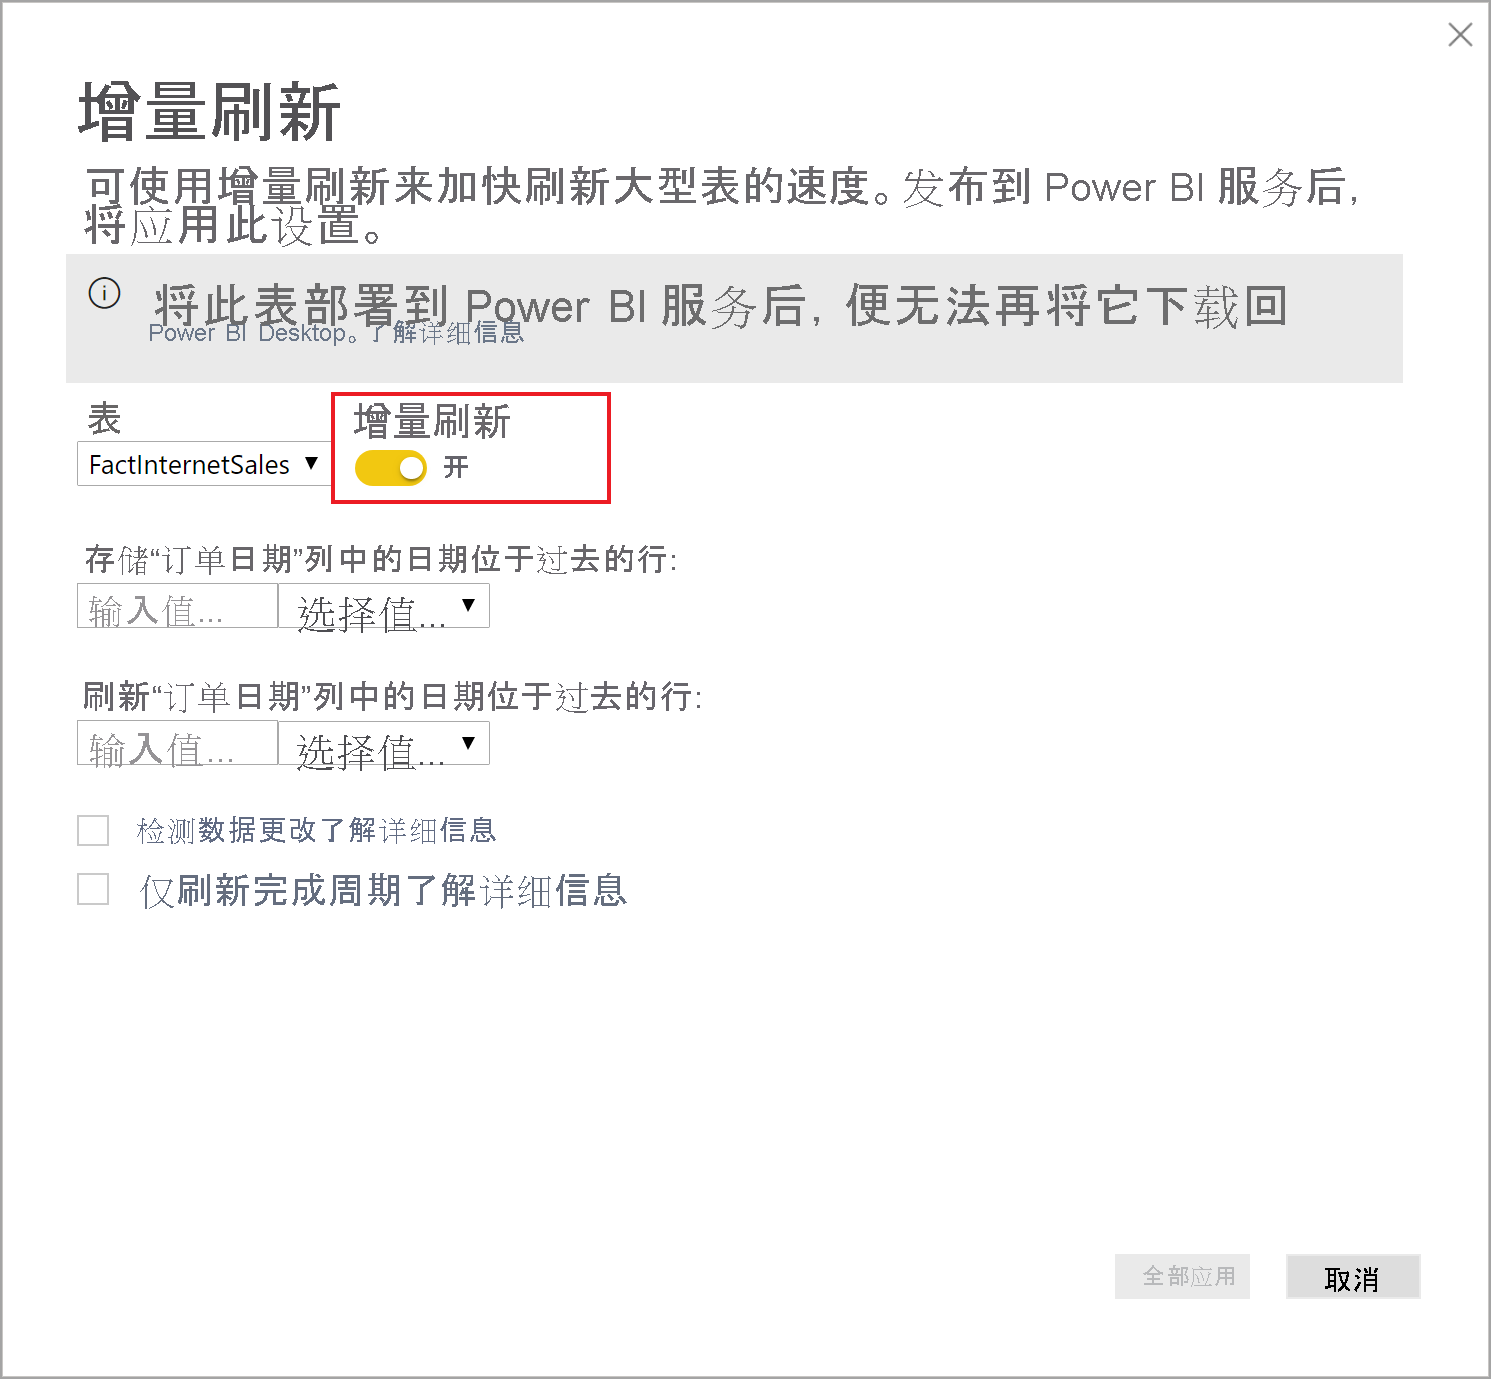 增量刷新
可使用增量刷新来加快刷新大型表的速度。发布到 Power BI 服务后,
将应用此设置。
将此表部署到 Power BI 服务后, 便无法再将它下载回
Power BI Desktop。了解详细信息
表
FactInternetSales
增量刷新
开
存储“订单日期”列中的日期位于过去的行:
输入值... 选择值...
刷新“订单日期”列中的日期位于过去的行:
输入值... 选择值...
检测数据更改了解详细信息
仅刷新完成周期了解详细信息
全部应用 取消